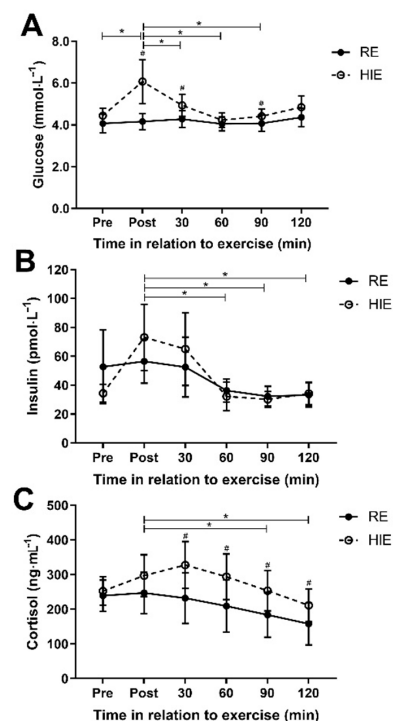 A
* * * *
# # #
8.0
6.0
4.0
2.0
0.0
Glucose (mmol·L⁻¹)
Pre Post 30 60 90 120
Time in relation to exercise (min)
RE
HIE
B
* * *
120
100
80
60
40
20
0
Insulin (pmol·L⁻¹)
Pre Post 30 60 90 120
Time in relation to exercise (min)
RE
HIE
C
* *
# # # #
500
400
300
200
100
0
Cortisol (ng·mL⁻¹)
Pre Post 30 60 90 120
Time in relation to exercise (min)
RE
HIE